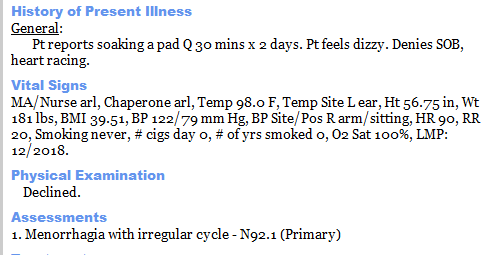 History of Present Illness
General:
Pt reports soaking a pad Q 30 mins x 2 days. Pt feels dizzy. Denies SOB,
heart racing.
Vital Signs
MA/Nurse arl, Chaperone arl, Temp 98.0 F, Temp Site L ear, Ht 56.75 in, Wt
181 lbs, BMI 39.51, BP 122/79 mm Hg, BP Site/Pos R arm/sitting, HR 90, RR
20, Smoking never, # cigs day 0, # of yrs smoked 0, O2 Sat 100%, LMP:
12/2018.
Physical Examination
Declined.
Assessments
1. Menorrhagia with irregular cycle - N92.1 (Primary)